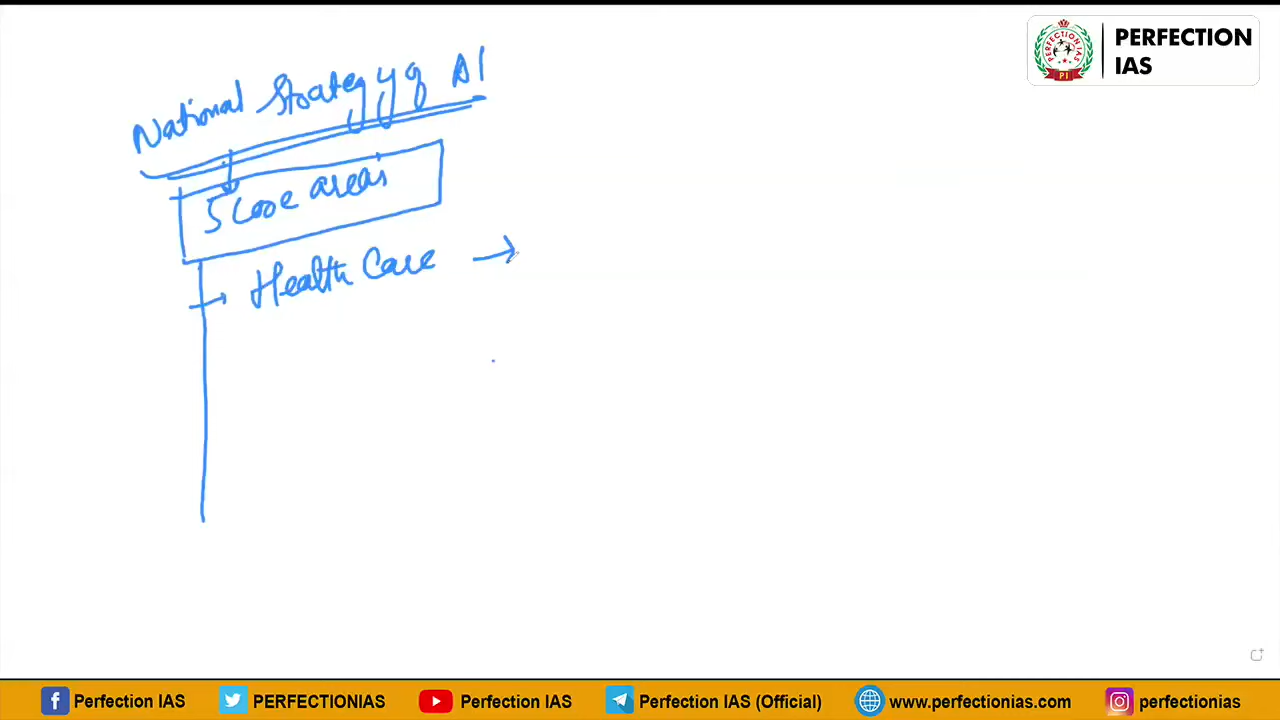 PERFECTION
IAS
National Strategy of AI
5 Core areas
→ Health Care →
Perfection IAS
PERFECTIONIAS
Perfection IAS
Perfection IAS (Official)
www.perfectionias.com
perfectionias